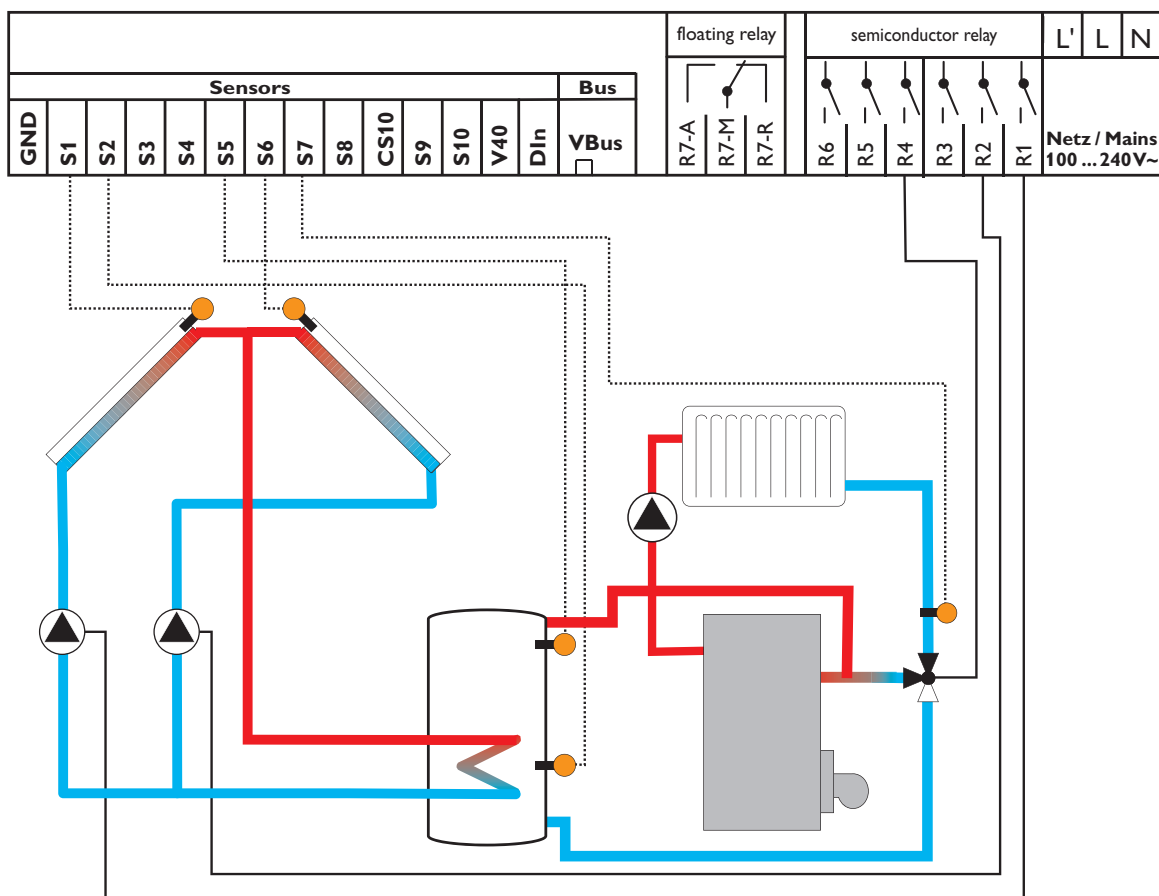 floating relay
semiconductor relay
L' L N
Sensors
Bus
GND S1 S2 S3 S4 S5 S6 S7 S8 CS10 S9 S10 V40 DIn
VBus
R7-A R7-M R7-R
R6 R5 R4 R3 R2 R1
Netz / Mains
100 ... 240 V~